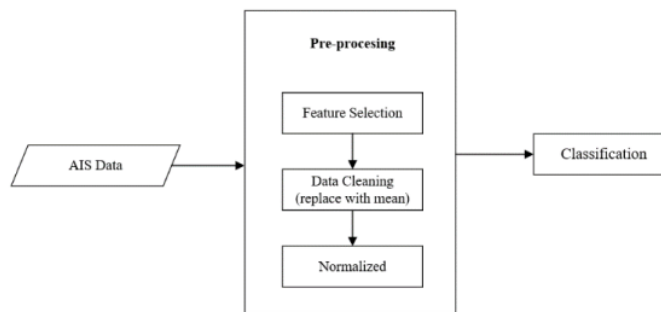 Pre-procesing
Feature Selection
AIS Data
Data Cleaning
(replace with mean)
Classification
Normalized